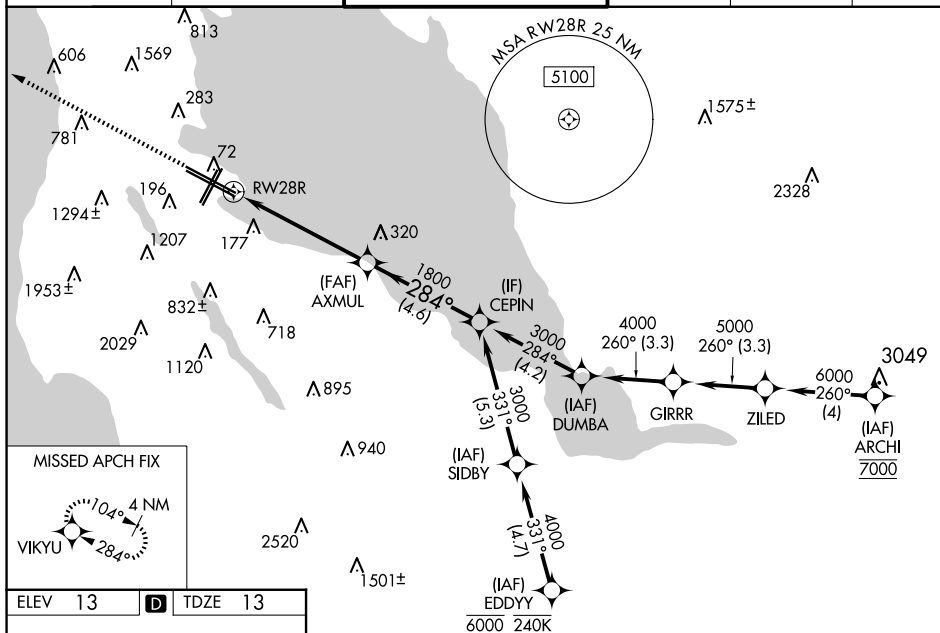 813
606
1569
MSA RW28R 25 NM
5100
283
1575±
781
72
2328
196
RW28R
1294±
177
320
1207
(FAF)
AXMUL
1800
284°
(4.6)
(IF)
CEPIN
1953±
832±
718
2029
1120
3000
284°
(4.2)
4000
260° (3.3)
5000
260° (3.3)
6000
260°
(4)
3049
(IAF)
DUMBA
GIRRR
ZILED
(IAF)
ARCHI
7000
895
3000
331°
(5.3)
940
(IAF)
SIDBY
MISSED APCH FIX
104°
4 NM
VIKYU
284°
2520
4000
331°
(4.7)
1501±
(IAF)
EDDYY
6000 240K
ELEV 13 D TDZE 13